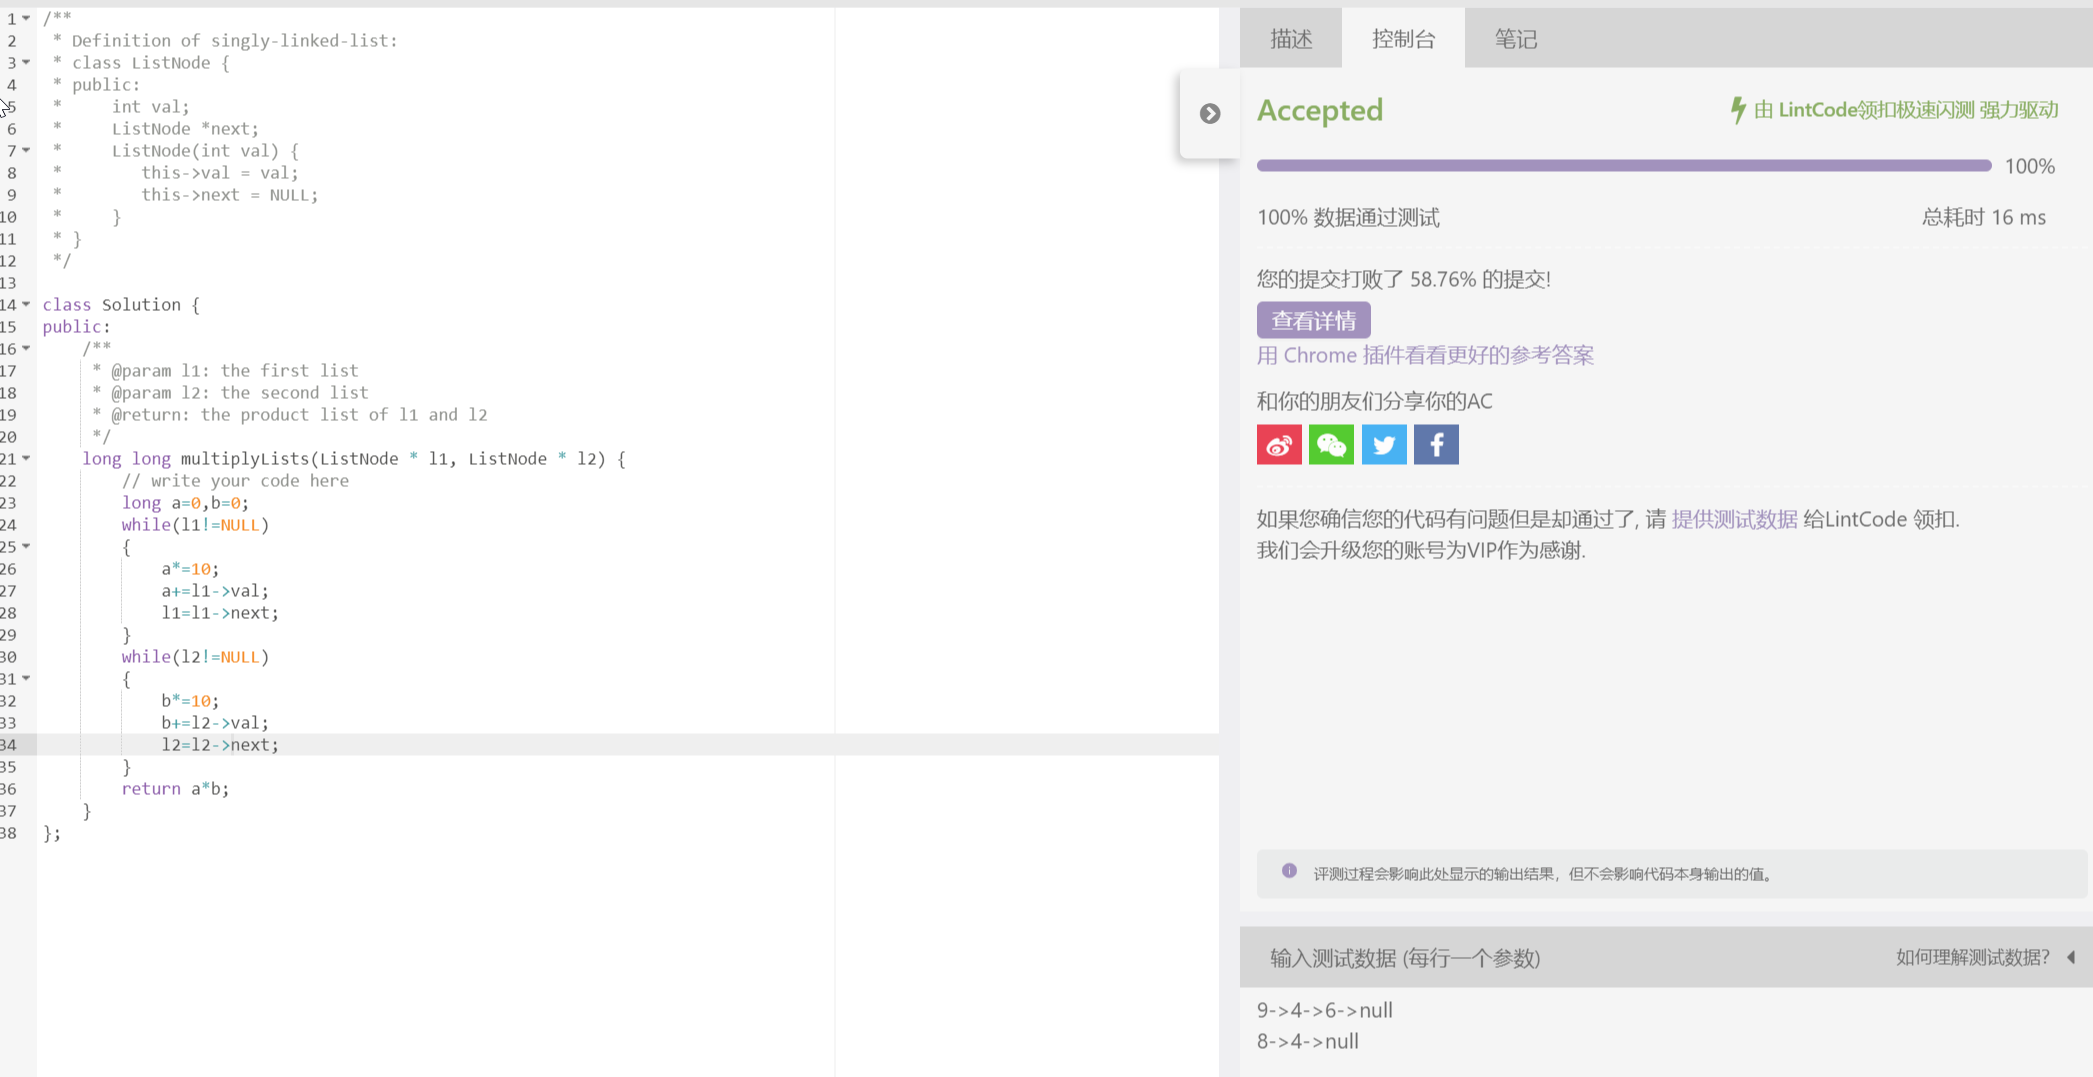 1 /**
2  * Definition of singly-linked-list:
3  * class ListNode {
4  * public:
5  *     int val;
6  *     ListNode *next;
7  *     ListNode(int val) {
8  *        this->val = val;
9  *        this->next = NULL;
10  *     }
11  * }
12  */
13
14 class Solution {
15 public:
16     /**
17      * @param l1: the first list
18      * @param l2: the second list
19      * @return: the product list of l1 and l2
20      */
21     long long multiplyLists(ListNode * l1, ListNode * l2) {
22         // write your code here
23         long a=0,b=0;
24         while(l1!=NULL)
25         {
26             a*=10;
27             a+=l1->val;
28             l1=l1->next;
29         }
30         while(l2!=NULL)
31         {
32             b*=10;
33             b+=l2->val;
34             l2=l2->next;
35         }
36         return a*b;
37     }
38 };
描述 控制台 笔记
Accepted 由 LintCode领扣极速闪测 强力驱动
100%
100% 数据通过测试 总耗时 16 ms
您的提交打败了 58.76% 的提交!
查看详情
用 Chrome 插件看看更好的参考答案
和你的朋友们分享你的AC
如果您确信您的代码有问题但是却通过了, 请 提供测试数据 给LintCode 领扣.
我们会升级您的账号为VIP作为感谢.
评测过程会影响此处显示的输出结果，但不会影响代码本身输出的值。
输入测试数据 (每行一个参数) 如何理解测试数据?
9->4->6->null
8->4->null